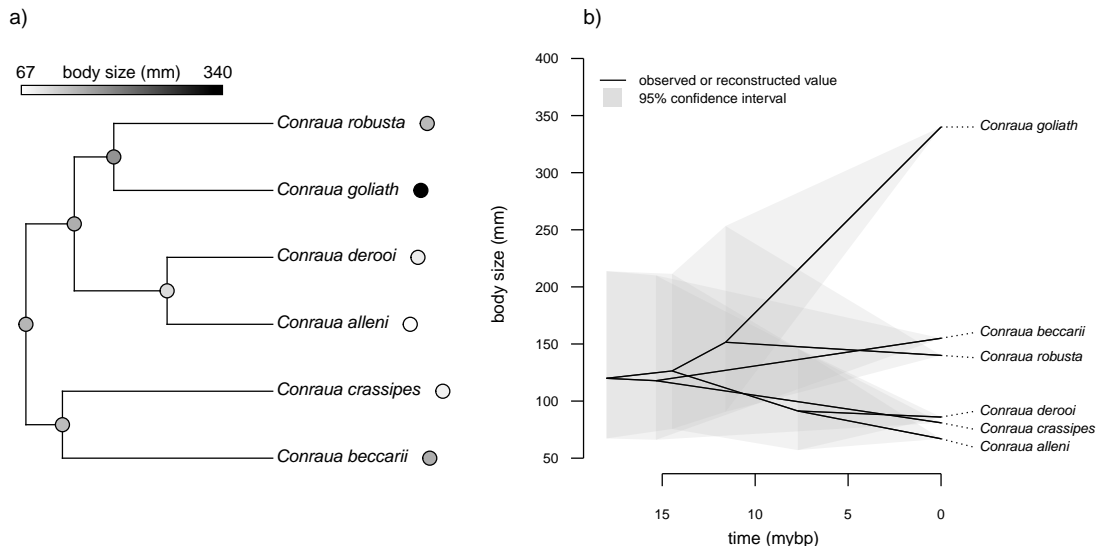 a)
67 body size (mm) 340
Conraua robusta
Conraua goliath
Conraua derooi
Conraua alleni
Conraua crassipes
Conraua beccarii
b)
400
350
300
250
200
150
100
50
body size (mm)
observed or reconstructed value
95% confidence interval
Conraua goliath
Conraua beccarii
Conraua robusta
Conraua derooi
Conraua crassipes
Conraua alleni
15 10 5 0
time (mybp)